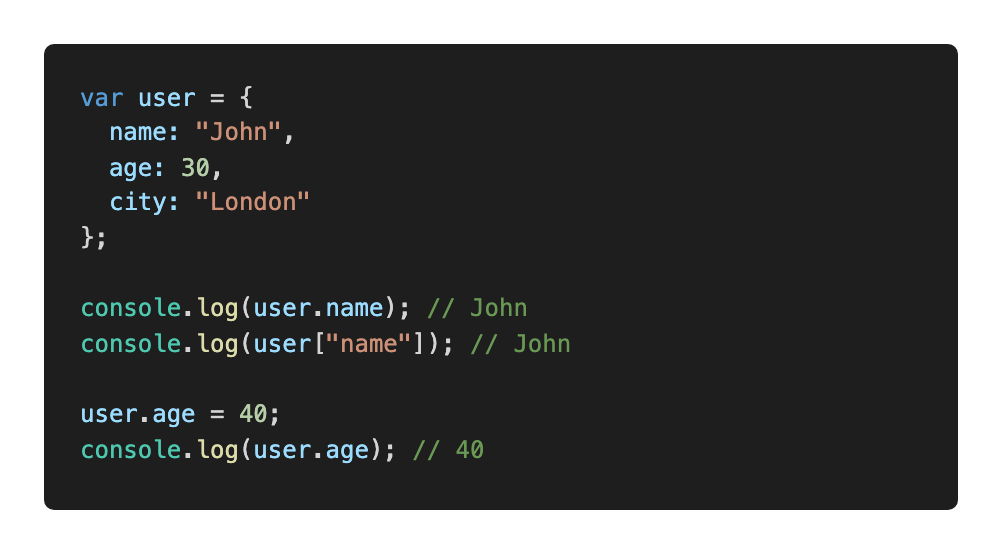 var user = {
  name: "John",
  age: 30,
  city: "London"
};

console.log(user.name); // John
console.log(user["name"]); // John

user.age = 40;
console.log(user.age); // 40